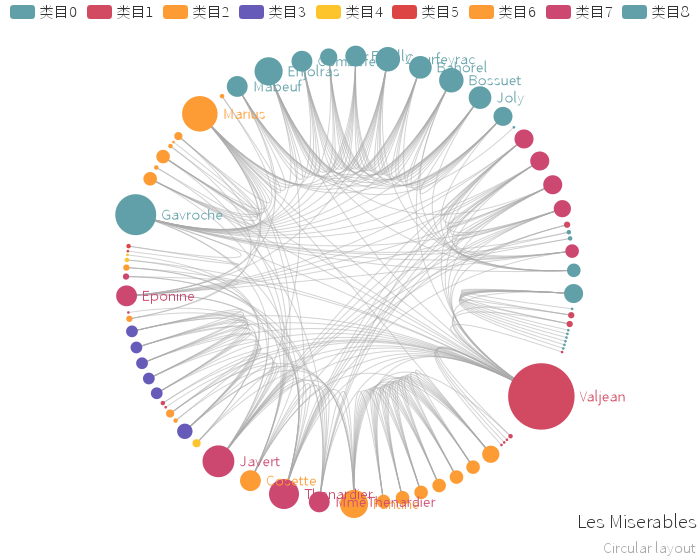 类目0 类目1 类目2 类目3 类目4 类目5 类目6 类目7 类目8
Bahorel
Bossuet
Enjolras
Mabeuf
Joly
Marius
Gavroche
Eponine
Valjean
Javert
Cosette
Thenardier
MmeThenardier
Les Miserables
Circular layout